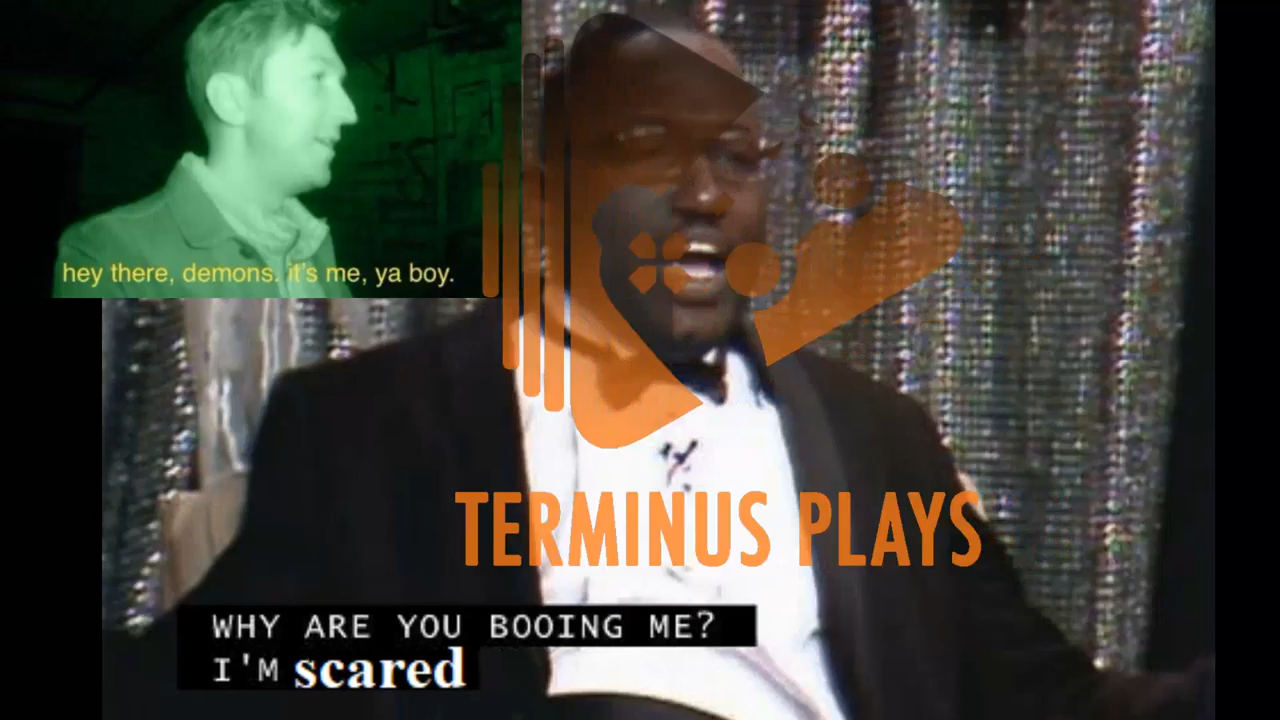 hey there, demons. it's me, ya boy.
TERMINUS PLAYS
WHY ARE YOU BOOING ME?
I'M scared